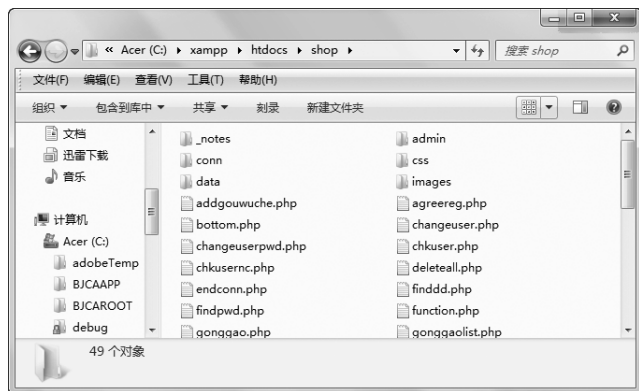 « Acer (C:) ▸ xampp ▸ htdocs ▸ shop ▸
搜索 shop
文件(F) 编辑(E) 查看(V) 工具(T) 帮助(H)
组织 ▼ 包含到库中 ▼ 共享 ▼ 刻录 新建文件夹
文档
迅雷下载
音乐
计算机
Acer (C:)
adobeTemp
BJCAAPP
BJCAROOT
debug
_notes admin
conn css
data images
addgouwuche.php agreereg.php
bottom.php changeuser.php
changeuserpwd.php chkuser.php
chkusernc.php deleteall.php
endconn.php finddd.php
findpwd.php function.php
gonggao.php gonggaolist.php
49 个对象